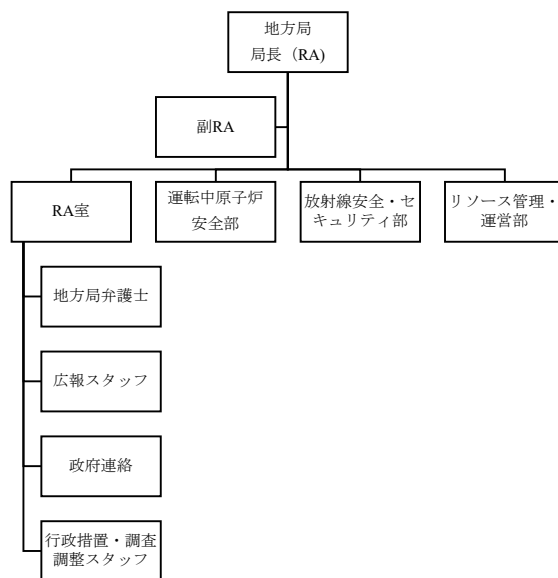 地方局
局長（RA)
副RA
RA室
運転中原子炉
安全部
放射線安全・セ
キュリティ部
リソース管理・
運営部
地方局弁護士
広報スタッフ
政府連絡
行政措置・調査
調整スタッフ